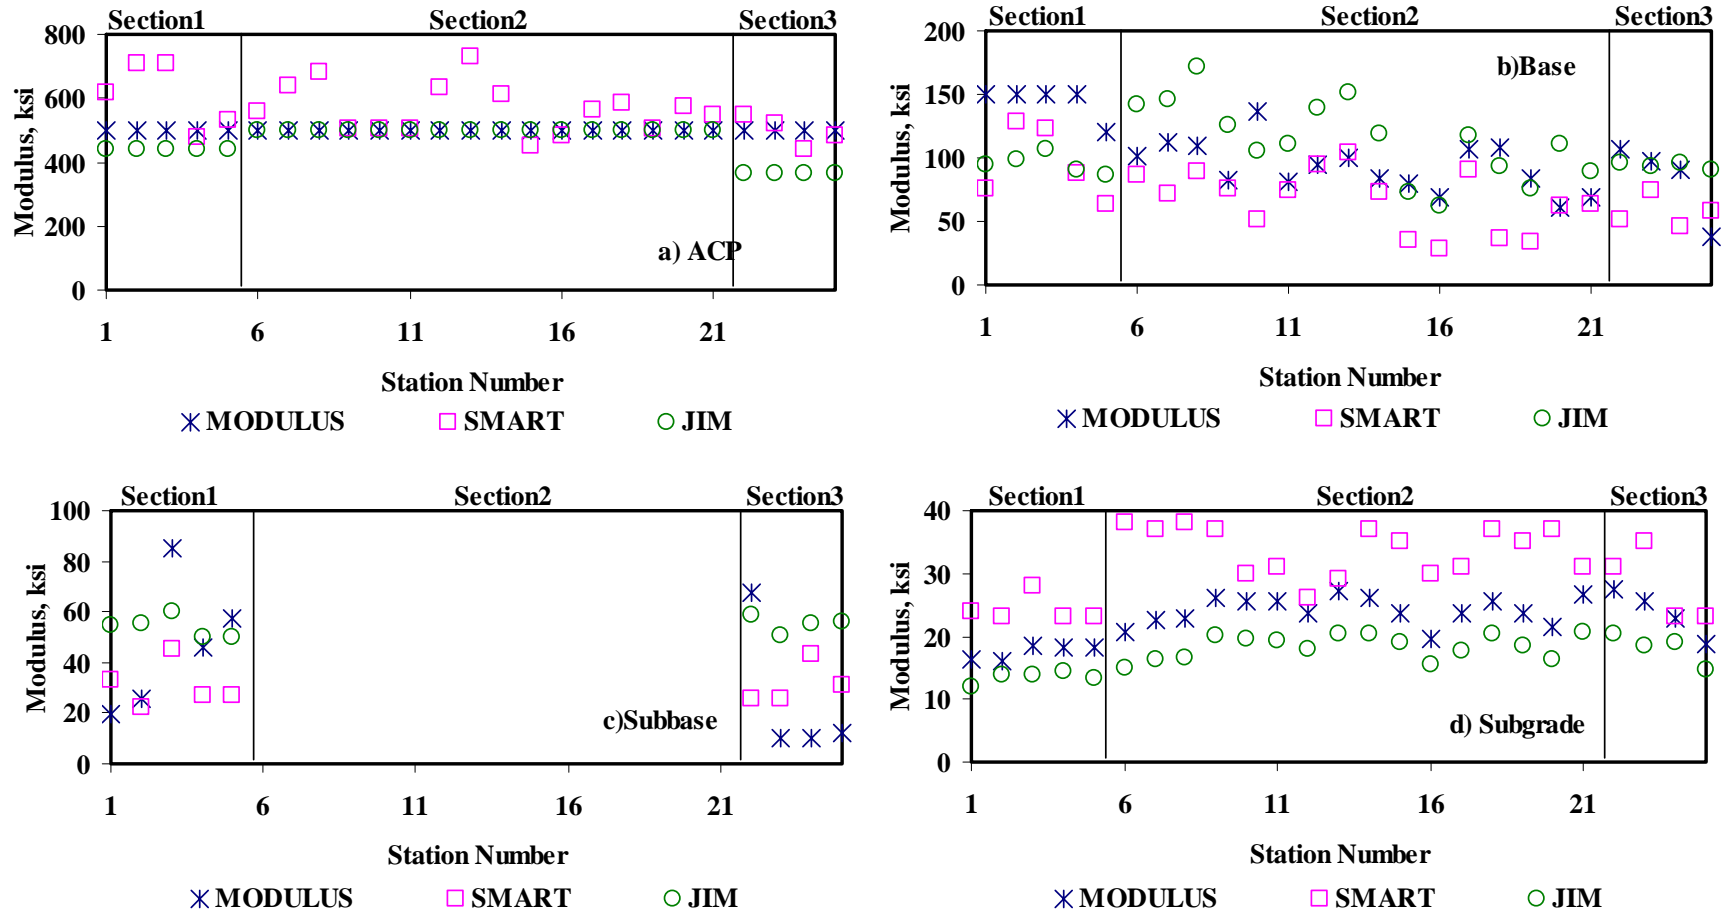 Section1 Section2 Section3
800
600
400
200
0
Modulus, ksi
a) ACP
1 6 11 16 21
Station Number
MODULUS SMART JIM
Section1 Section2 Section3
200
150
100
50
0
Modulus, ksi
b)Base
1 6 11 16 21
Station Number
MODULUS SMART JIM
Section1 Section2 Section3
100
80
60
40
20
0
Modulus, ksi
c)Subbase
1 6 11 16 21
Station Number
MODULUS SMART JIM
Section1 Section2 Section3
40
30
20
10
0
Modulus, ksi
d) Subgrade
1 6 11 16 21
Station Number
MODULUS SMART JIM